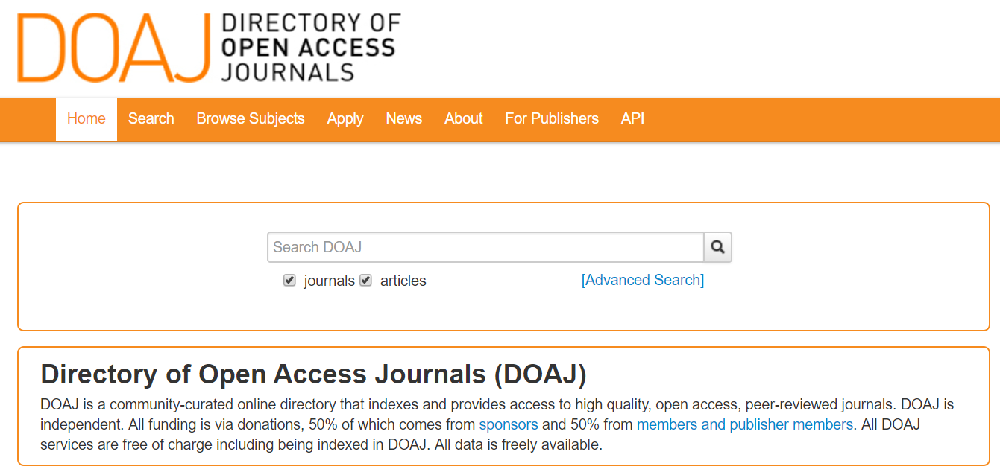 DOAJ
DIRECTORY OF
OPEN ACCESS
JOURNALS
Home Search Browse Subjects Apply News About For Publishers API
Search DOAJ
journals articles [Advanced Search]
Directory of Open Access Journals (DOAJ)
DOAJ is a community-curated online directory that indexes and provides access to high quality, open access, peer-reviewed journals. DOAJ is
independent. All funding is via donations, 50% of which comes from sponsors and 50% from members and publisher members. All DOAJ
services are free of charge including being indexed in DOAJ. All data is freely available.